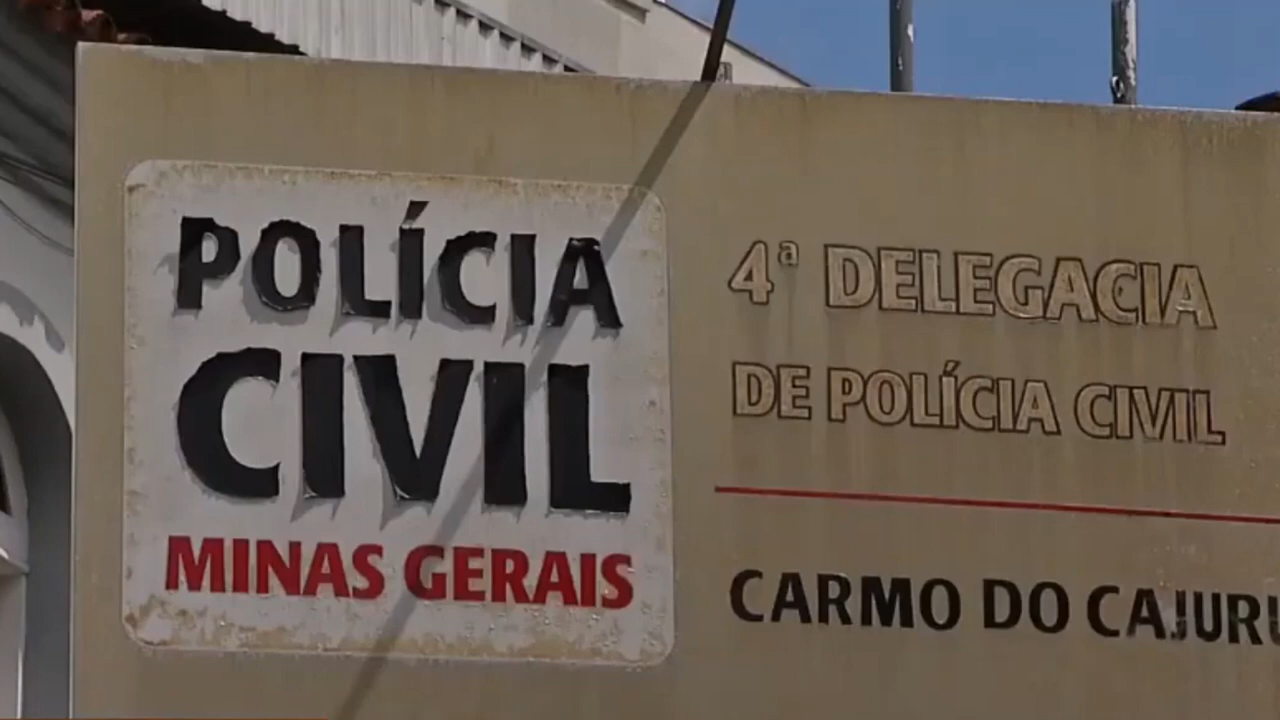 POLÍCIA
CIVIL
MINAS GERAIS
4ª DELEGACIA
DE POLÍCIA CIVIL
CARMO DO CAJURU